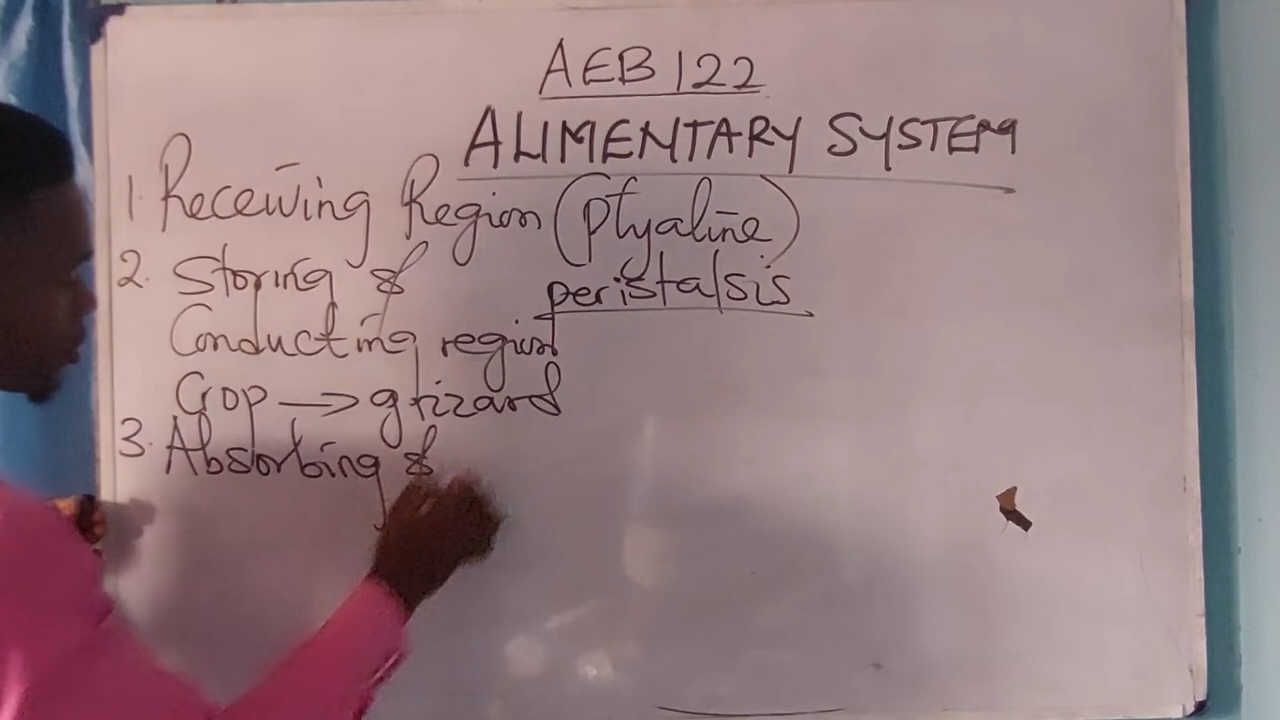 AEB 122
ALIMENTARY SYSTEM
1. Receiving Region (Ptyaline)
2. Storing &
peristalsis
Conducting region
Crop → gizzard
3. Absorbing &